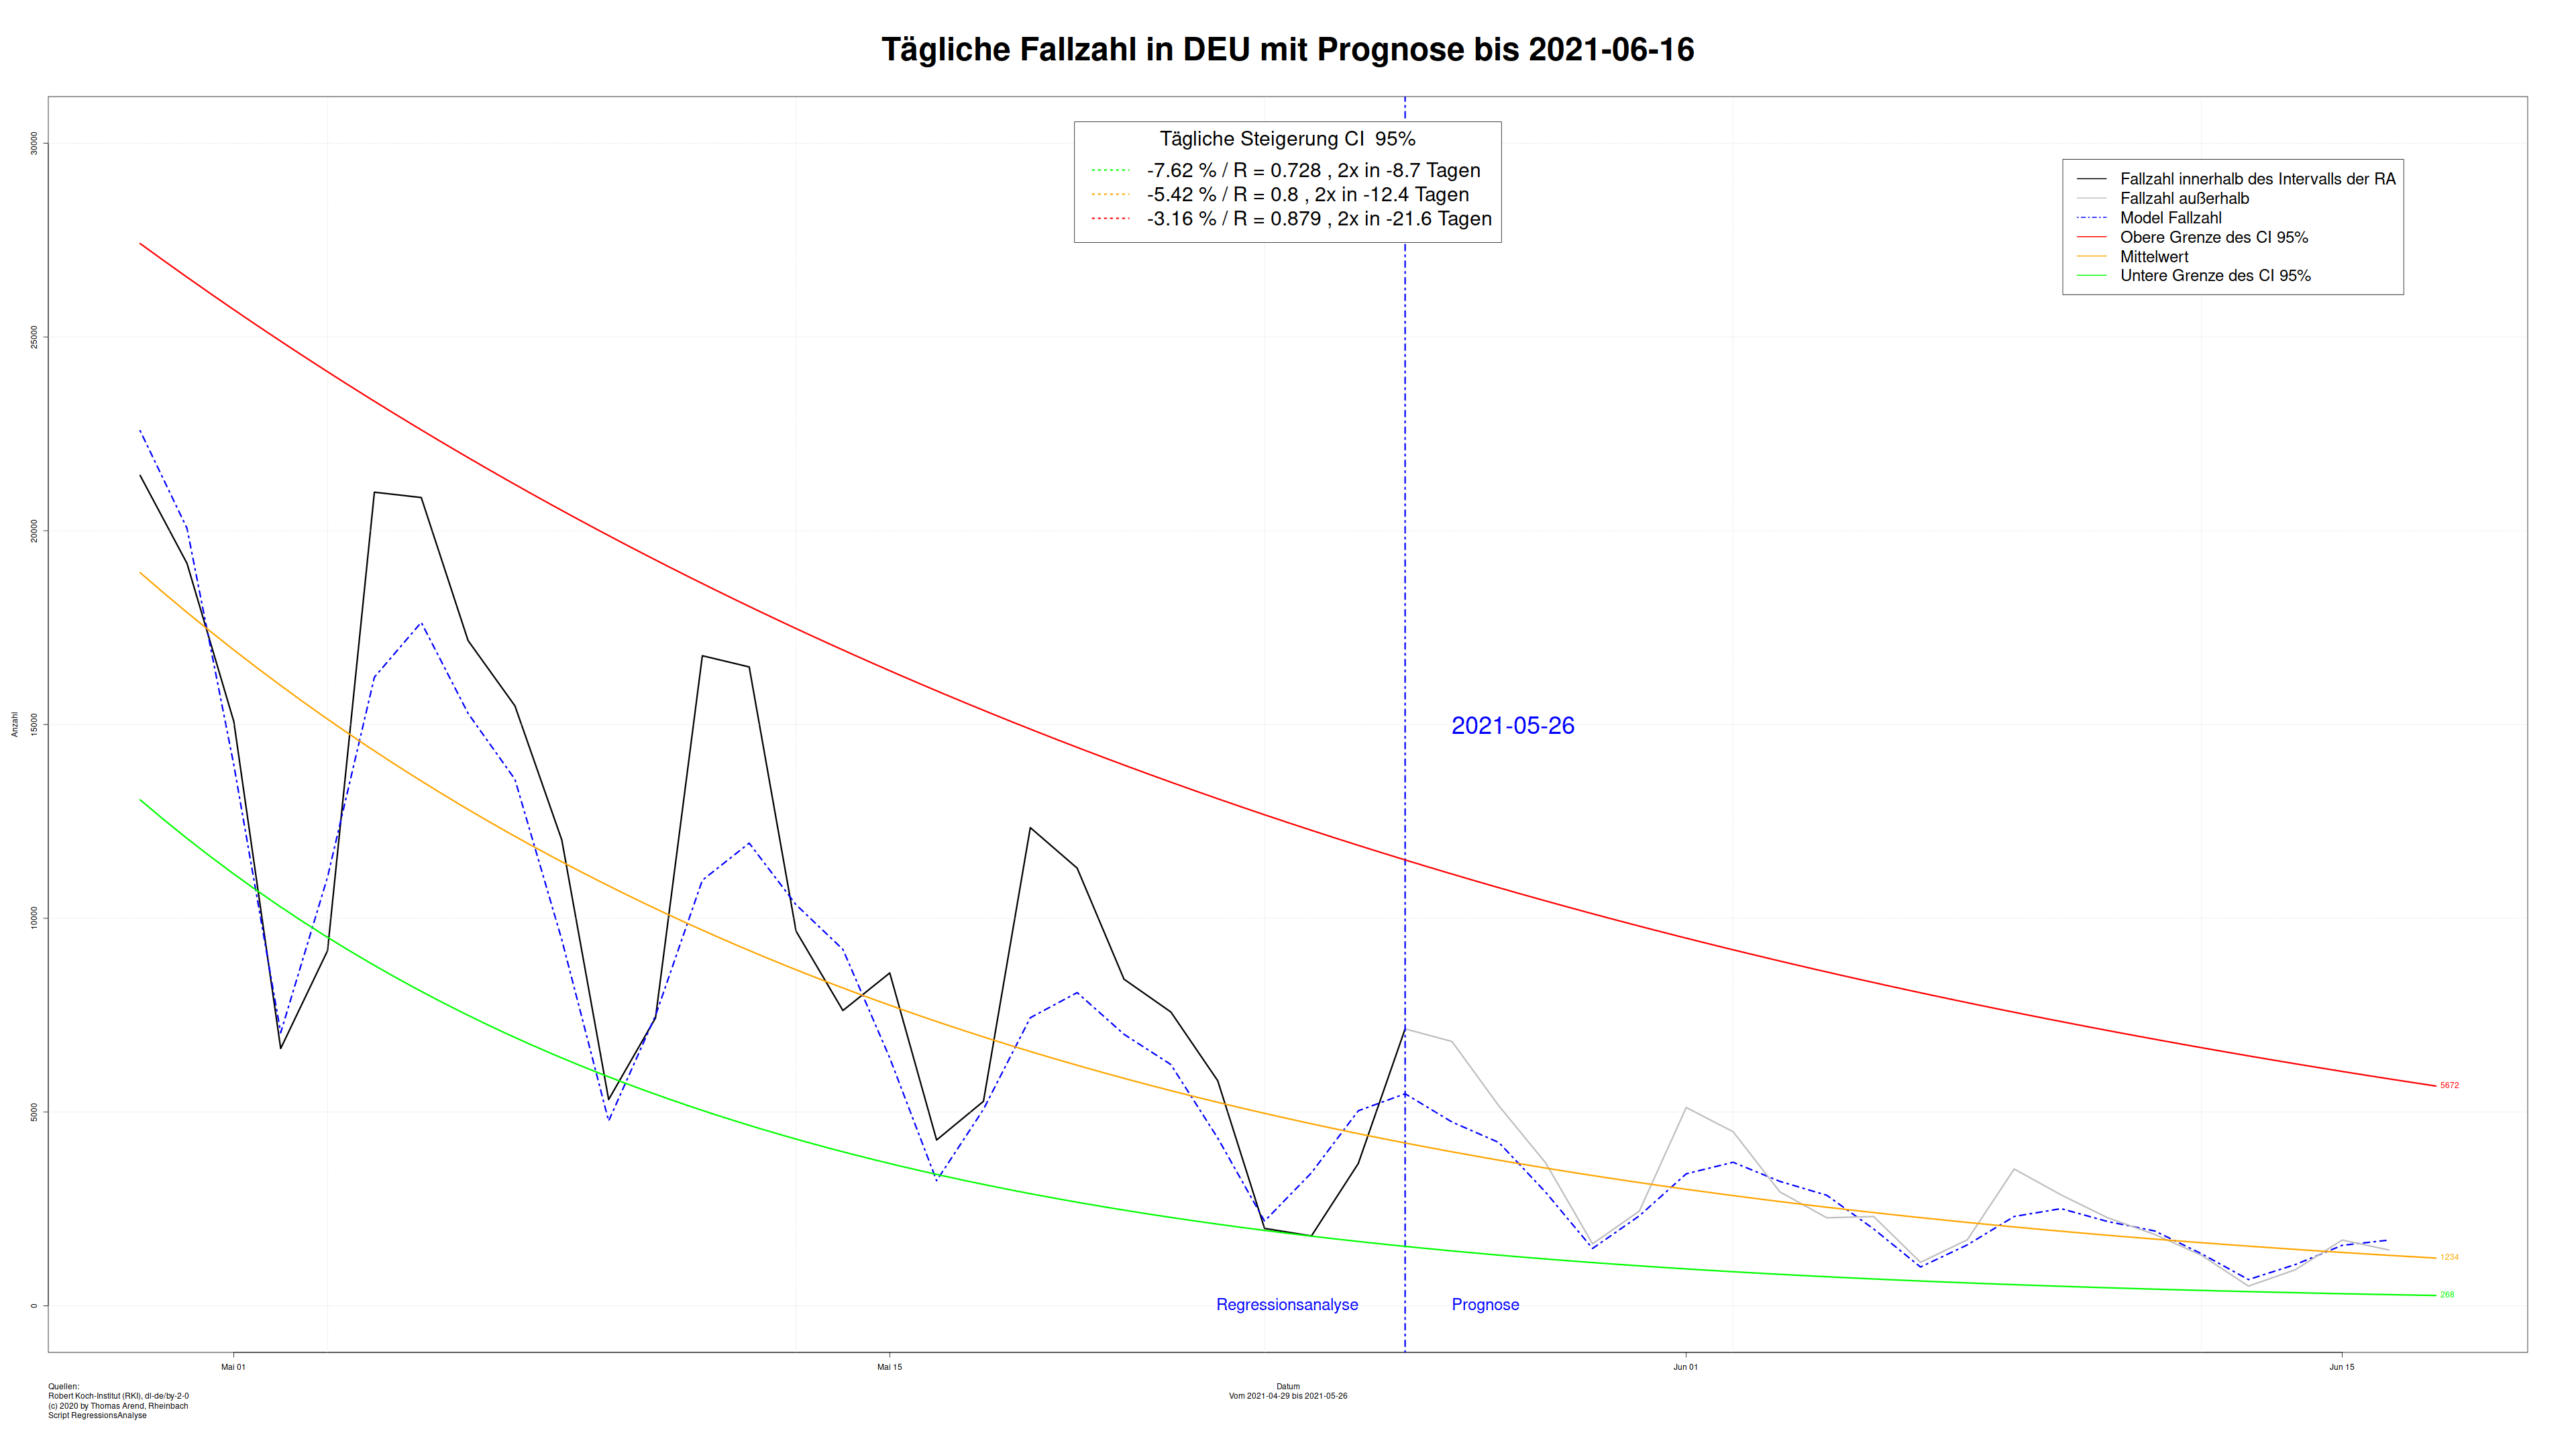 Tägliche Fallzahl in DEU mit Prognose bis 2021-06-16
Tägliche Steigerung CI  95%
-7.62 % / R = 0.728 , 2x in -8.7 Tagen
-5.42 % / R = 0.8 , 2x in -12.4 Tagen
-3.16 % / R = 0.879 , 2x in -21.6 Tagen
Fallzahl innerhalb des Intervalls der RA
Fallzahl außerhalb
Model Fallzahl
Obere Grenze des CI 95%
Mittelwert
Untere Grenze des CI 95%
30000
25000
20000
15000
10000
5000
0
Anzahl
2021-05-26
5672
1234
268
Regressionsanalyse
Prognose
Mai 01
Mai 15
Jun 01
Jun 15
Datum
Vom 2021-04-29 bis 2021-05-26
Quellen:
Robert Koch-Institut (RKI), dl-de/by-2-0
(c) 2020 by Thomas Arend, Rheinbach
Script RegressionsAnalyse